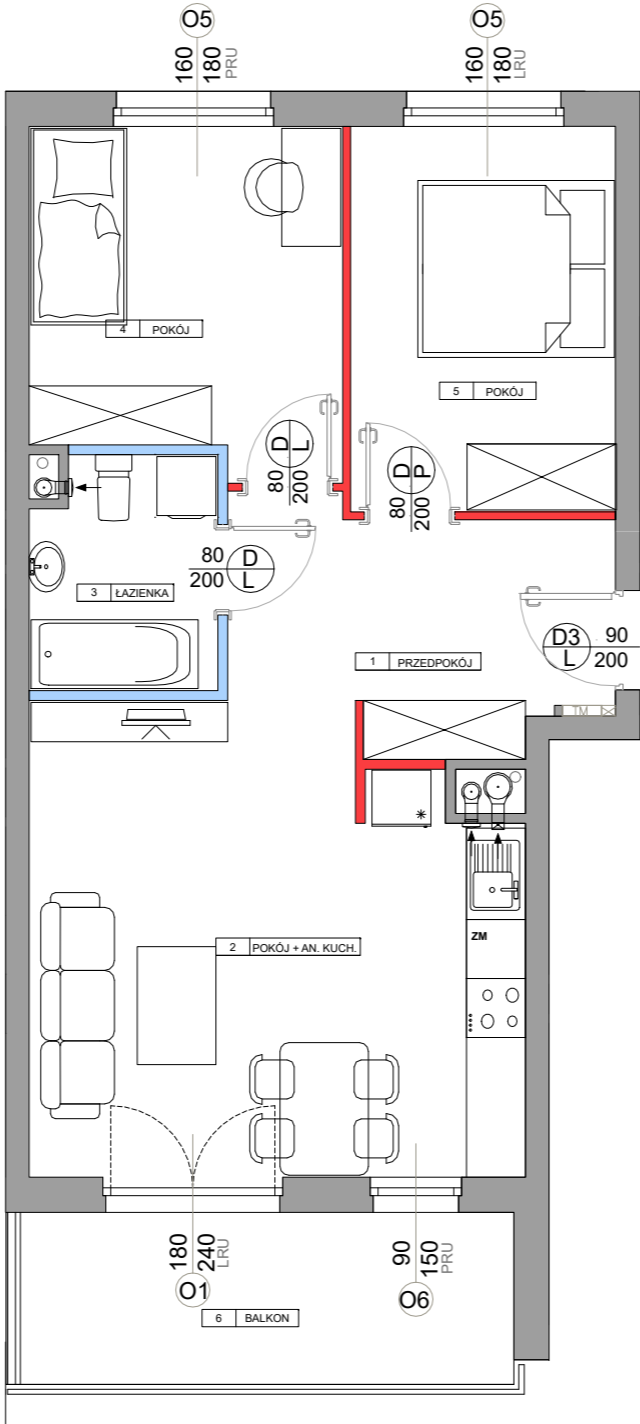 O5
160
180
PRU
O5
160
180
LRU
4 POKÓJ
5 POKÓJ
D
L
80
200
D
P
80
200
80
200
D
L
3 ŁAZIENKA
D3
L
90
200
1 PRZEDPOKÓJ
TM
*
ZM
2 POKÓJ + AN. KUCH.
180
240
LRU
O1
90
150
PRU
O6
6 BALKON